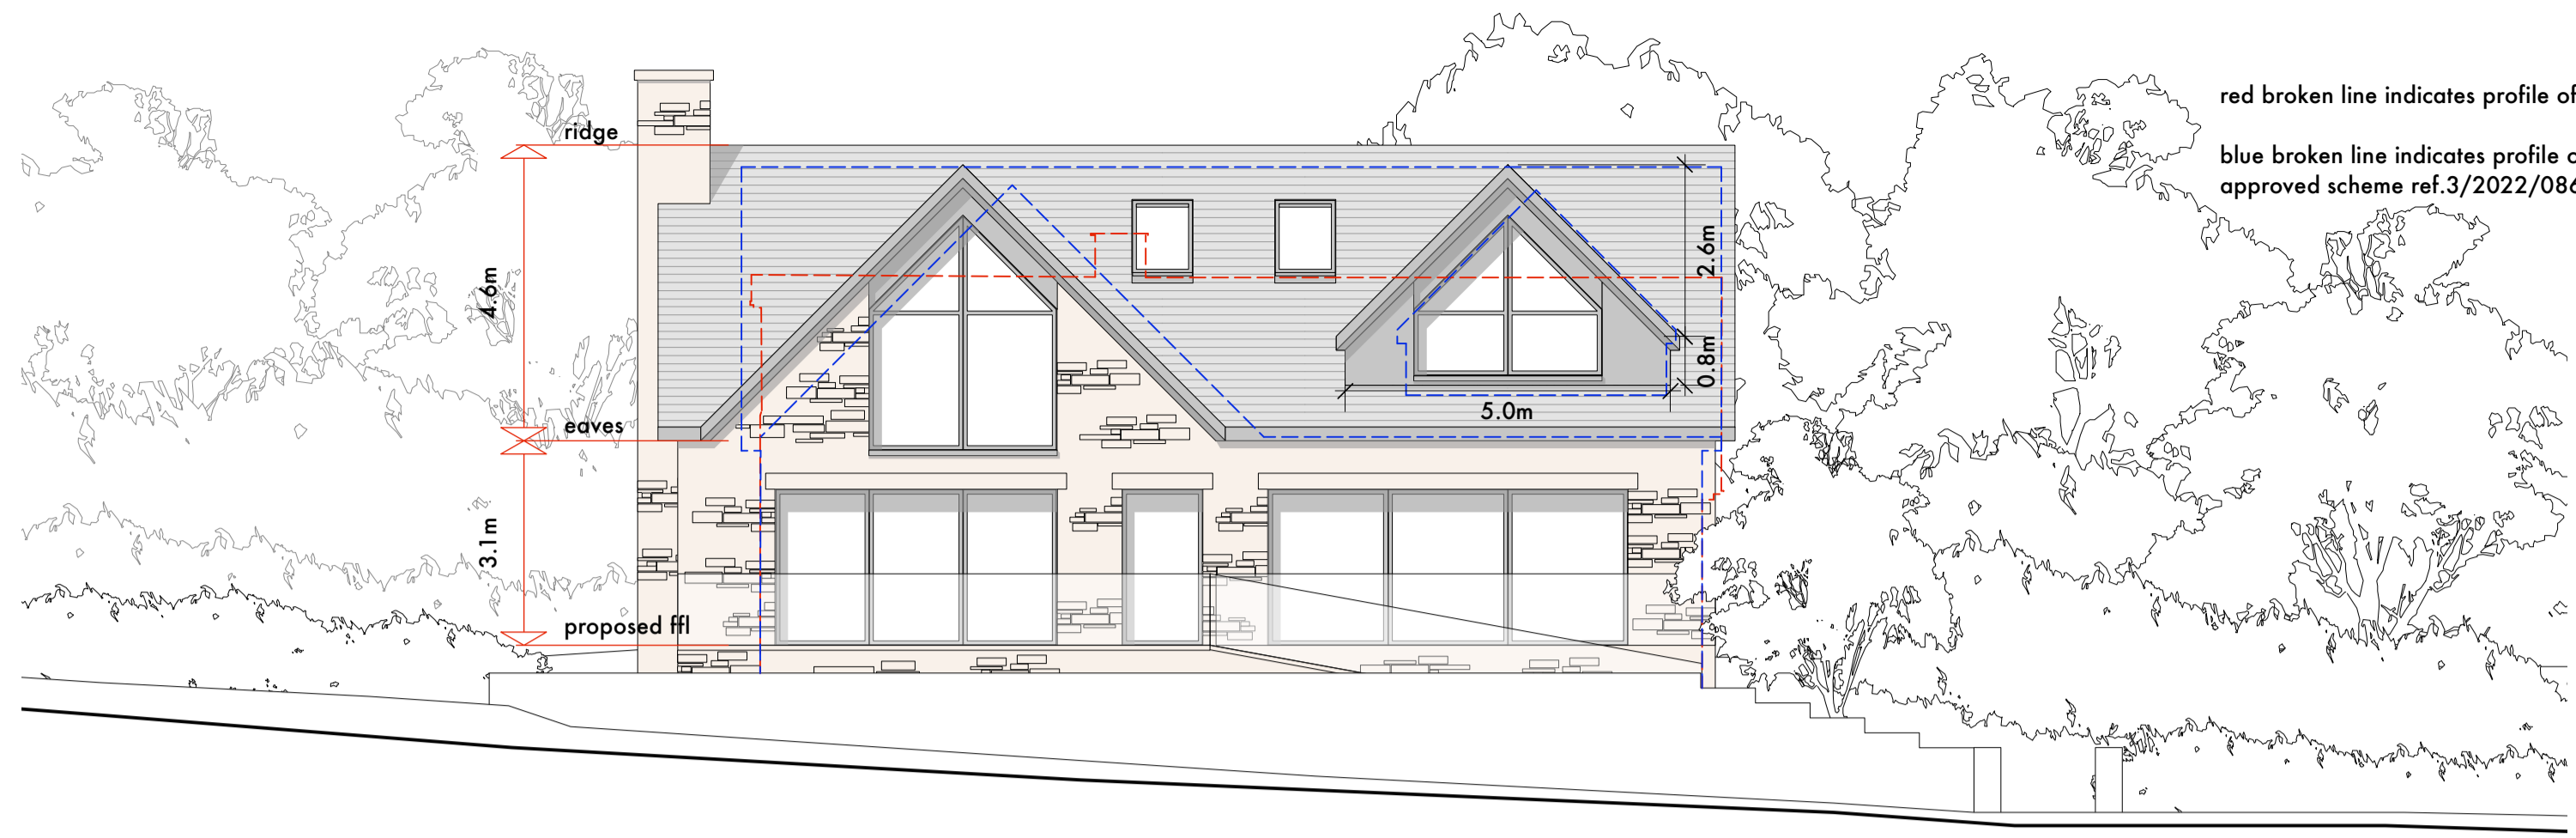 red broken line indicates profile of
ridge
blue broken line indicates profile
approved scheme ref.3/2022/086
2.6m
4.6m
0.8m
5.0m
eaves
3.1m
proposed ffl